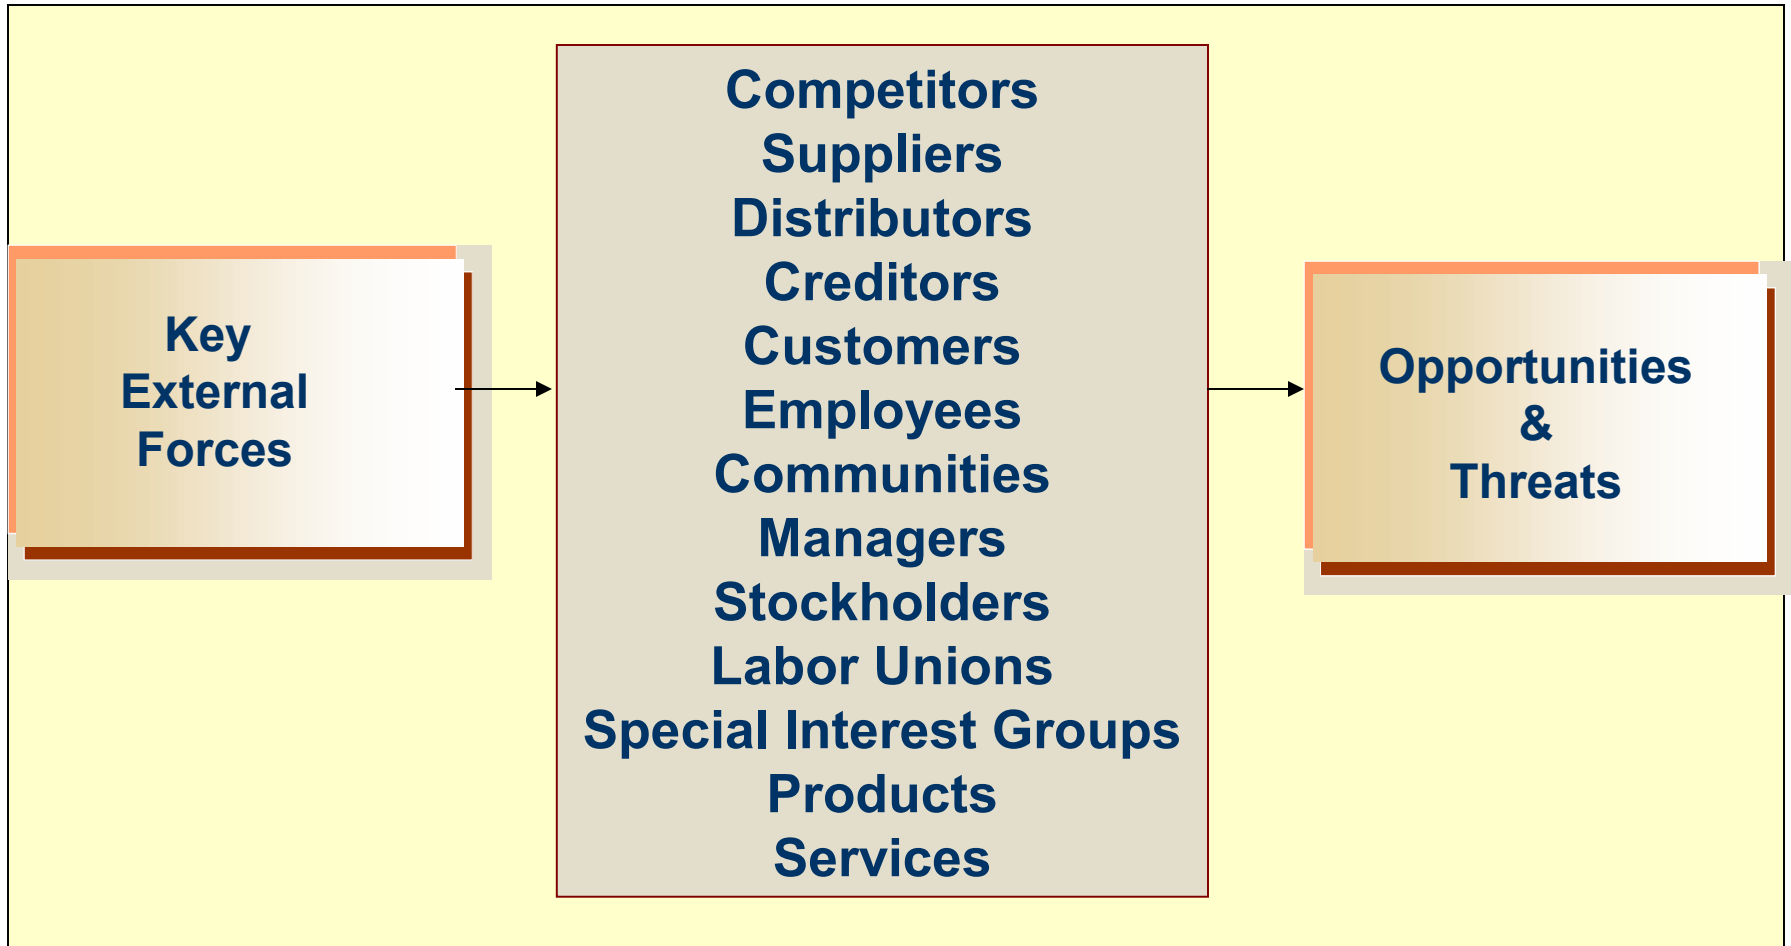 Key
External
Forces
Competitors
Suppliers
Distributors
Creditors
Customers
Employees
Communities
Managers
Stockholders
Labor Unions
Special Interest Groups
Products
Services
Opportunities
&
Threats